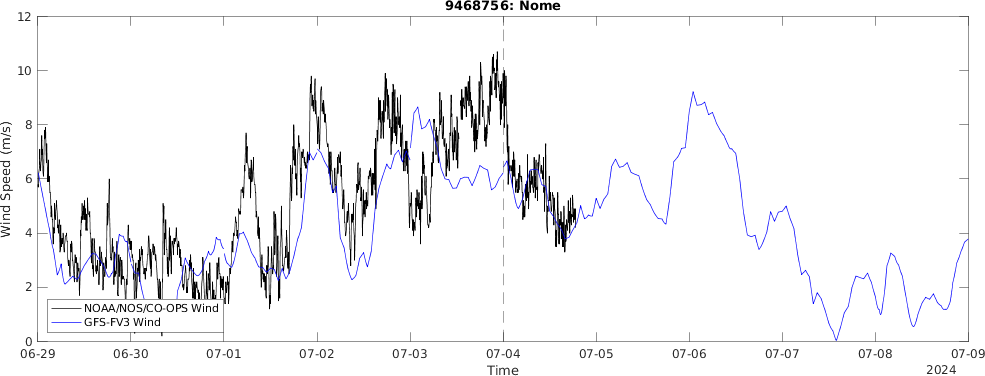 9468756: Nome
12
10
8
6
4
2
0
Wind Speed (m/s)
NOAA/NOS/CO-OPS Wind
GFS-FV3 Wind
06-29 06-30 07-01 07-02 07-03 07-04 07-05 07-06 07-07 07-08 07-09
Time
2024